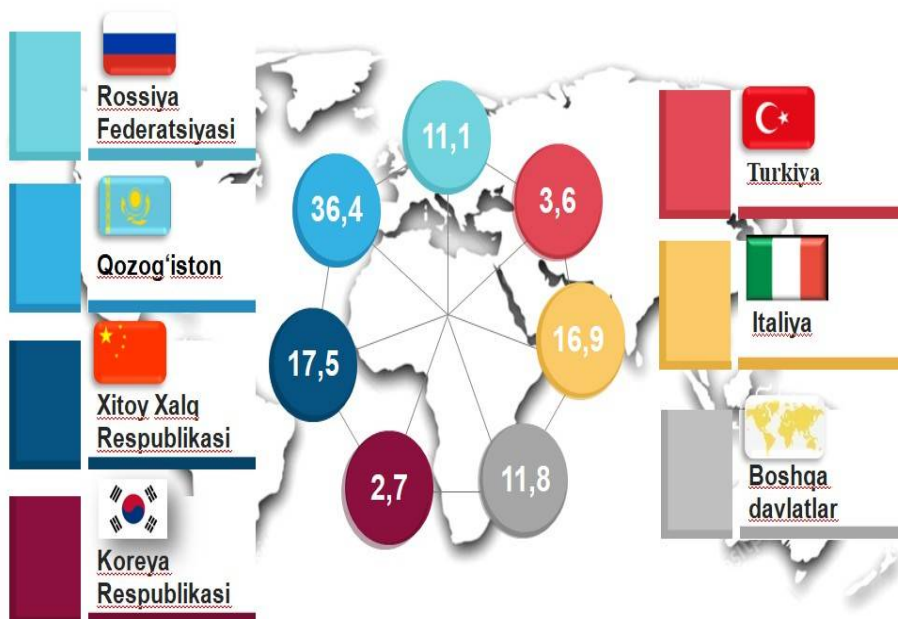 Rossiya
Federatsiyasi
Qozog‘iston
Xitoy Xalq
Respublikasi
Koreya
Respublikasi
11,1
36,4
3,6
17,5
16,9
2,7
11,8
Turkiya
Italiya
Boshqa
davlatlar